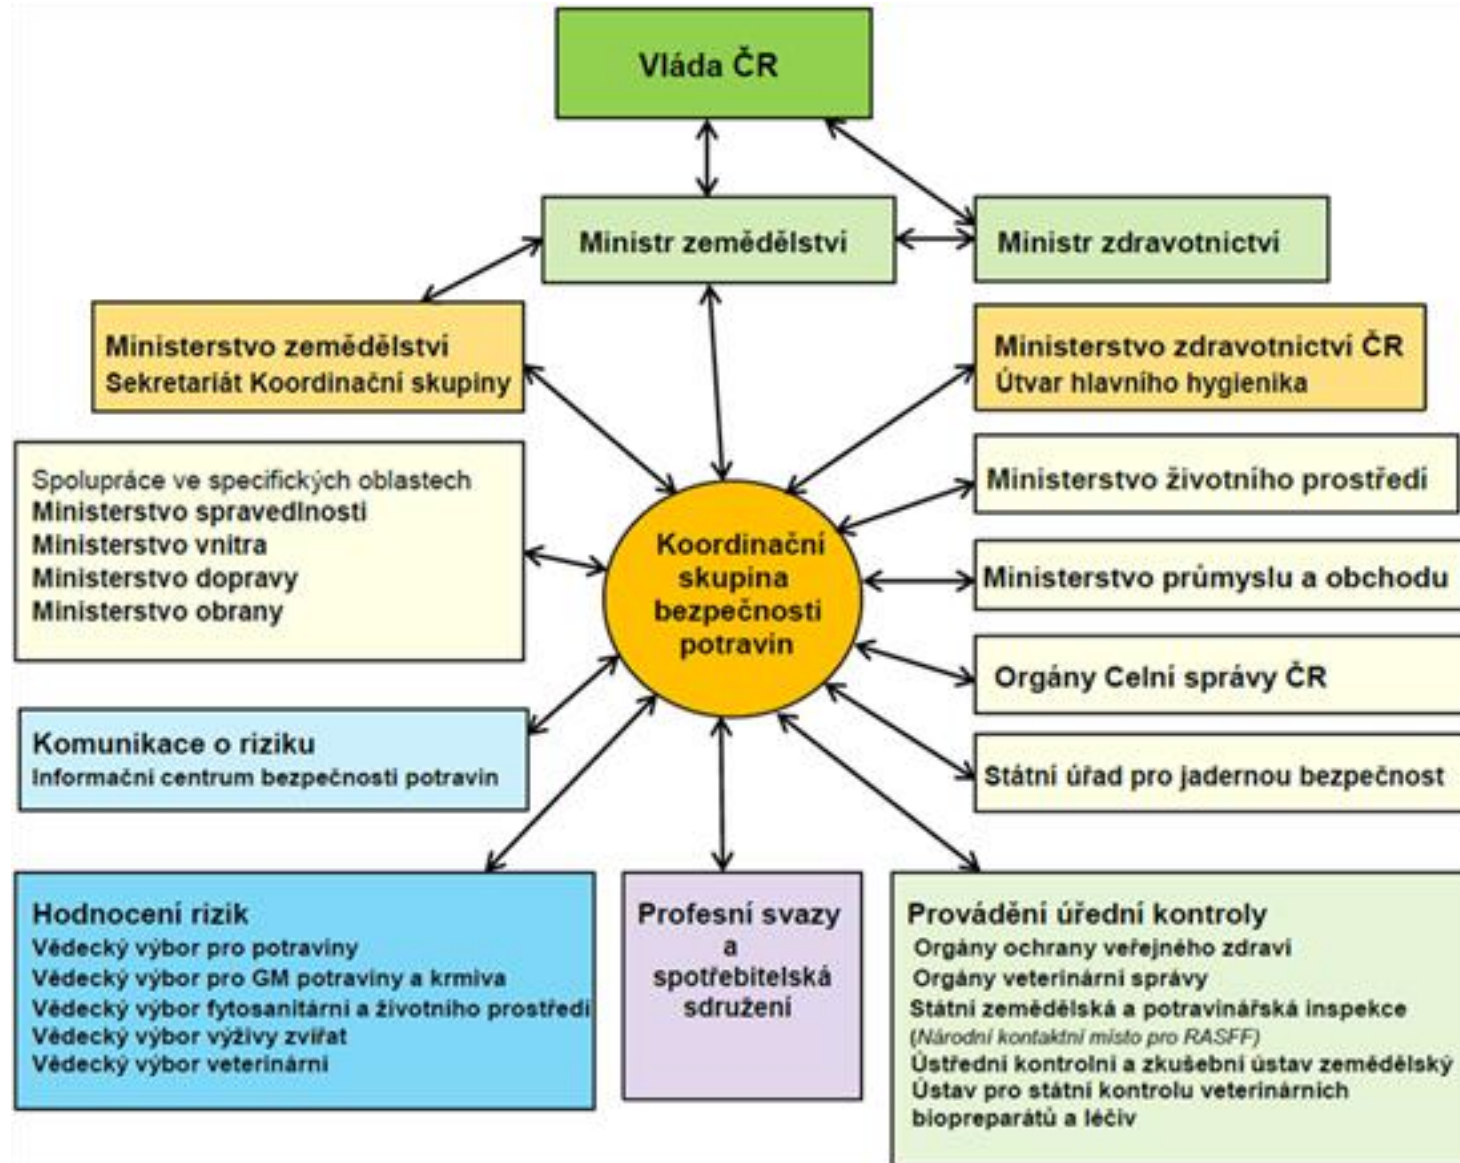 Vláda ČR
Ministr zemědělství
Ministr zdravotnictví
Ministerstvo zemědělství
Sekretariát Koordinační skupiny
Ministerstvo zdravotnictví ČR
Útvar hlavního hygienika
Spolupráce ve specifických oblastech
Ministerstvo spravedlnosti
Ministerstvo vnitra
Ministerstvo dopravy
Ministerstvo obrany
Koordinační
skupina
bezpečnosti
potravin
Ministerstvo životního prostředí
Ministerstvo průmyslu a obchodu
Orgány Celní správy ČR
Státní úřad pro jadernou bezpečnost
Komunikace o riziku
Informační centrum bezpečnosti potravin
Hodnocení rizik
Vědecký výbor pro potraviny
Vědecký výbor pro GM potraviny a krmiva
Vědecký výbor fytosanitární a životního prostředí
Vědecký výbor výživy zvířat
Vědecký výbor veterinární
Profesní svazy
a
spotřebitelská
sdružení
Provádění úřední kontroly
Orgány ochrany veřejného zdraví
Orgány veterinární správy
Státní zemědělská a potravinářská inspekce
(Národní kontaktní místo pro RASFF)
Ústřední kontrolní a zkušební ústav zemědělský
Ústav pro státní kontrolu veterinárních
biopreparátů a léčiv